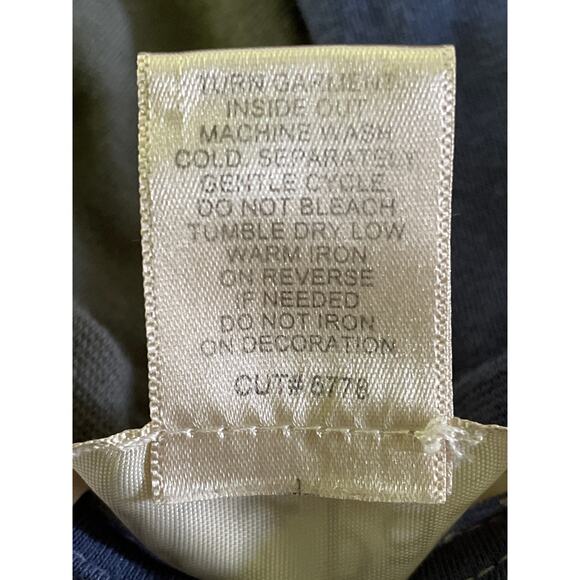 TURN GARMENT
INSIDE OUT
MACHINE WASH
COLD, SEPARATELY
GENTLE CYCLE,
DO NOT BLEACH
TUMBLE DRY LOW
WARM IRON
ON REVERSE
IF NEEDED
DO NOT IRON
ON DECORATION
CUT# 6778